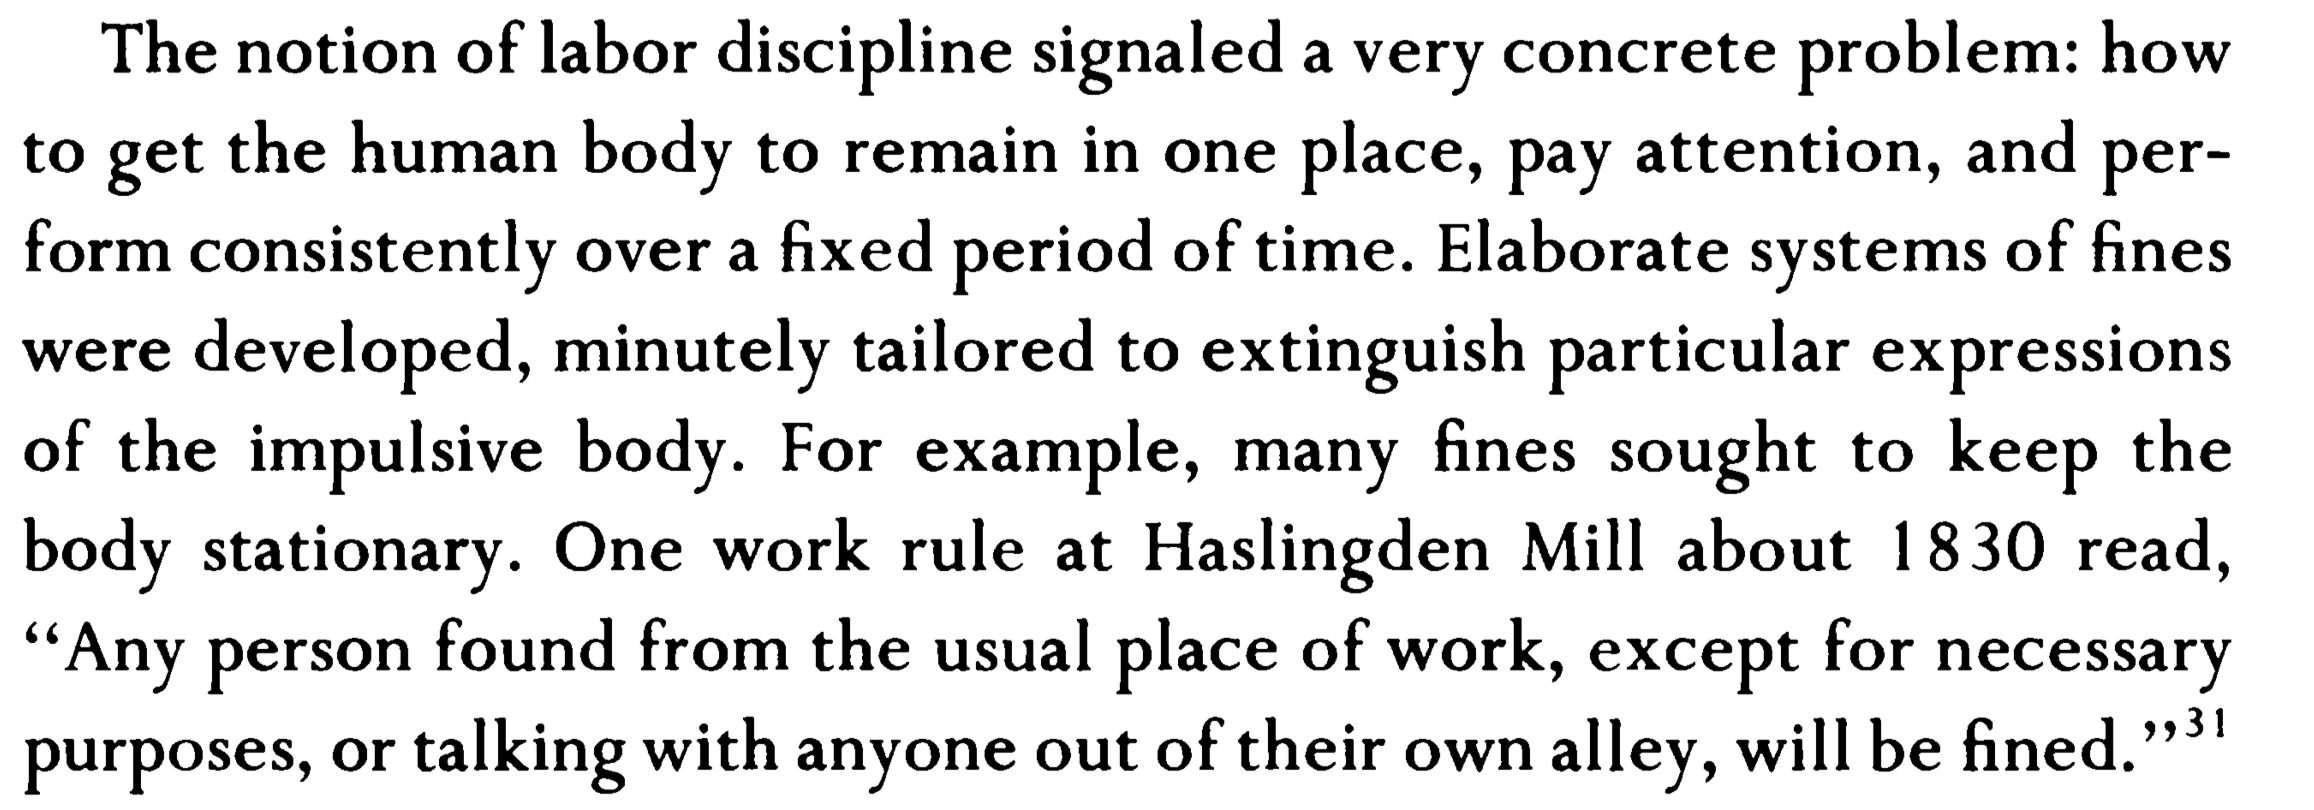 The notion of labor discipline signaled a very concrete problem: how
to get the human body to remain in one place, pay attention, and per-
form consistently over a fixed period of time. Elaborate systems of fines
were developed, minutely tailored to extinguish particular expressions
of the impulsive body. For example, many fines sought to keep the
body stationary. One work rule at Haslingden Mill about 1830 read,
“Any person found from the usual place of work, except for necessary
purposes, or talking with anyone out of their own alley, will be fined.”31